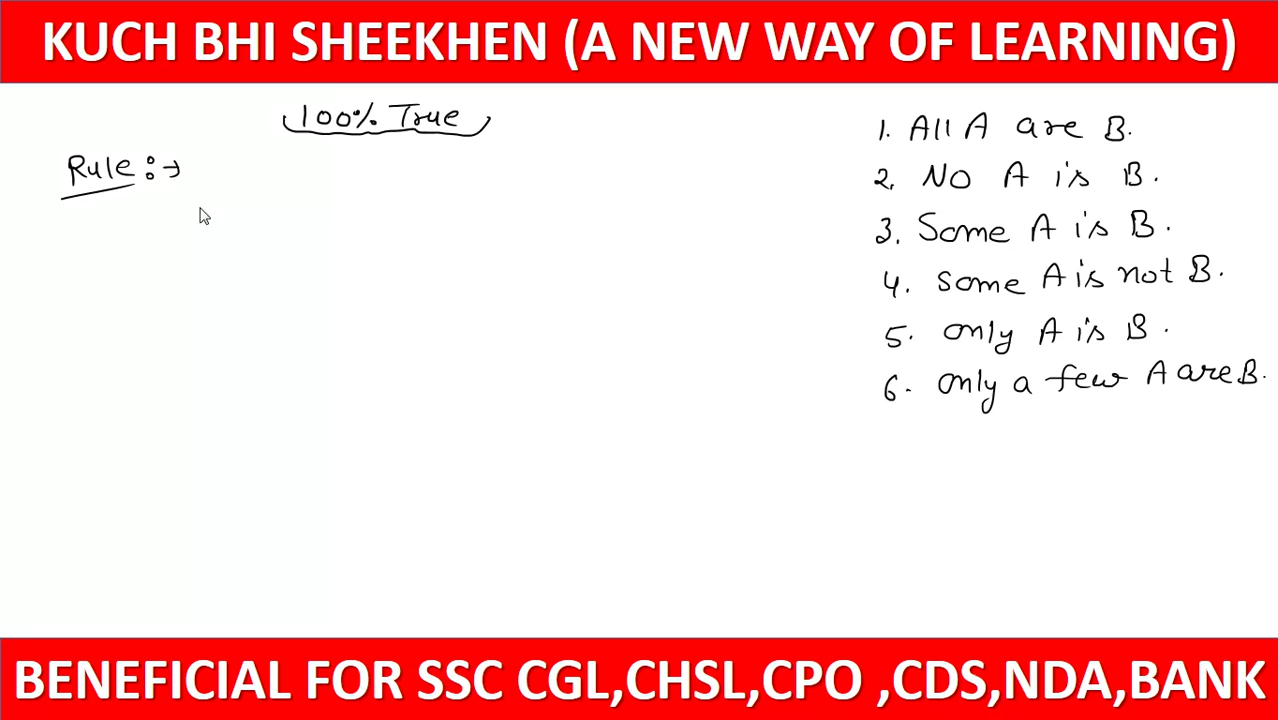 KUCH BHI SHEEKHEN (A NEW WAY OF LEARNING)
100% True
Rule :→
1. All A are B.
2. No A is B.
3. Some A is B.
4. Some A is not B.
5. only A is B.
6. only a few A are B.
BENEFICIAL FOR SSC CGL,CHSL,CPO ,CDS,NDA,BANK